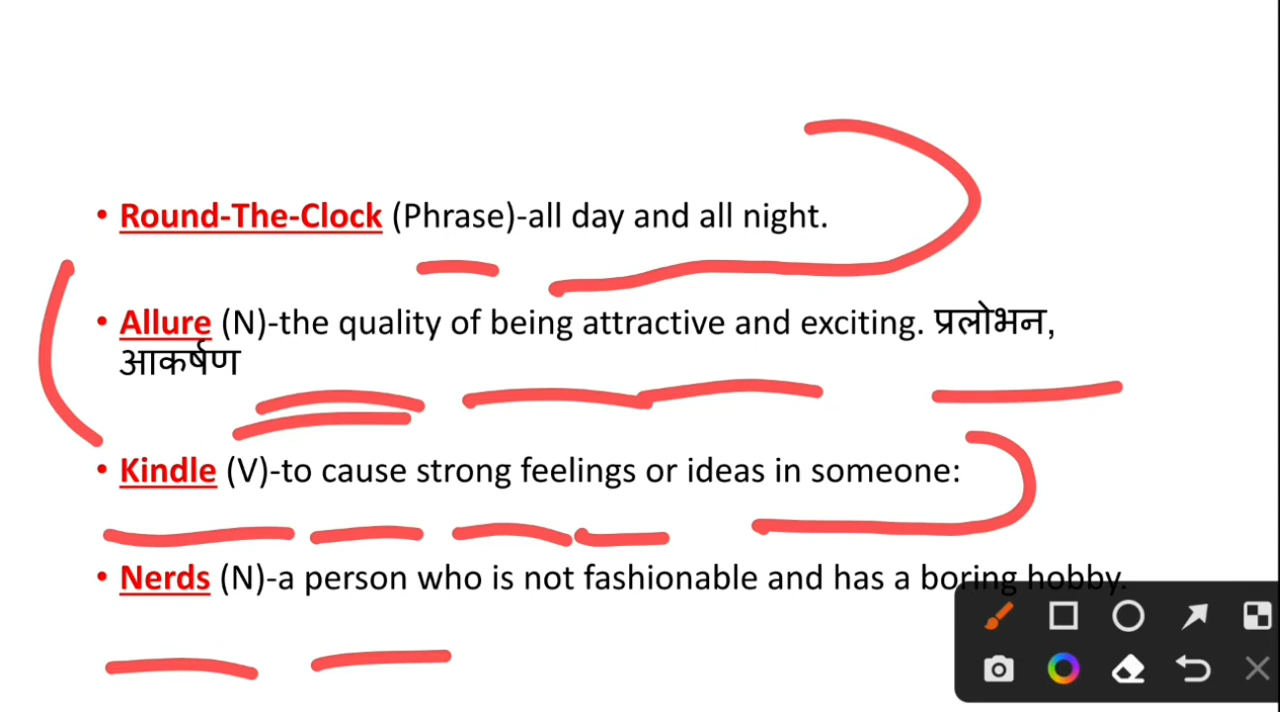 • Round-The-Clock (Phrase)-all day and all night.
• Allure (N)-the quality of being attractive and exciting. प्रलोभन,
आकर्षण
• Kindle (V)-to cause strong feelings or ideas in someone:
• Nerds (N)-a person who is not fashionable and has a boring hobby.